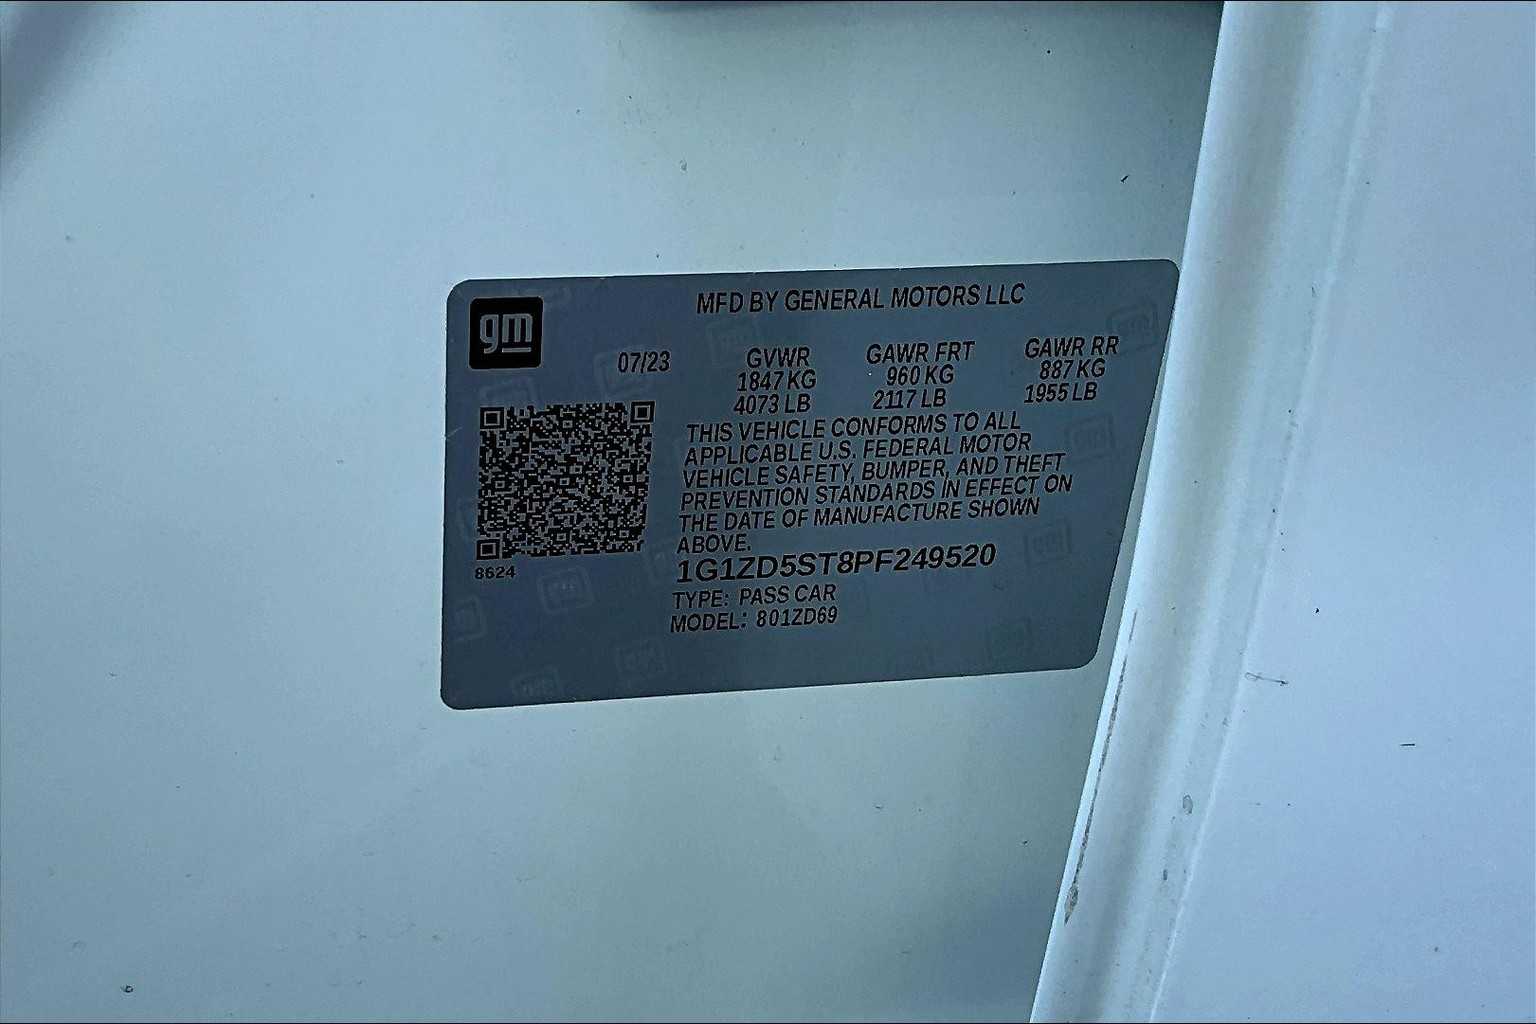 gm
MFD BY GENERAL MOTORS LLC
07/23 GVWR GAWR FRT GAWR RR
1847 KG 960 KG 887 KG
4073 LB 2117 LB 1955 LB
THIS VEHICLE CONFORMS TO ALL
APPLICABLE U.S. FEDERAL MOTOR
VEHICLE SAFETY, BUMPER, AND THEFT
PREVENTION STANDARDS IN EFFECT ON
THE DATE OF MANUFACTURE SHOWN
ABOVE.
8624
1G1ZD5ST8PF249520
TYPE: PASS CAR
MODEL: 801ZD69